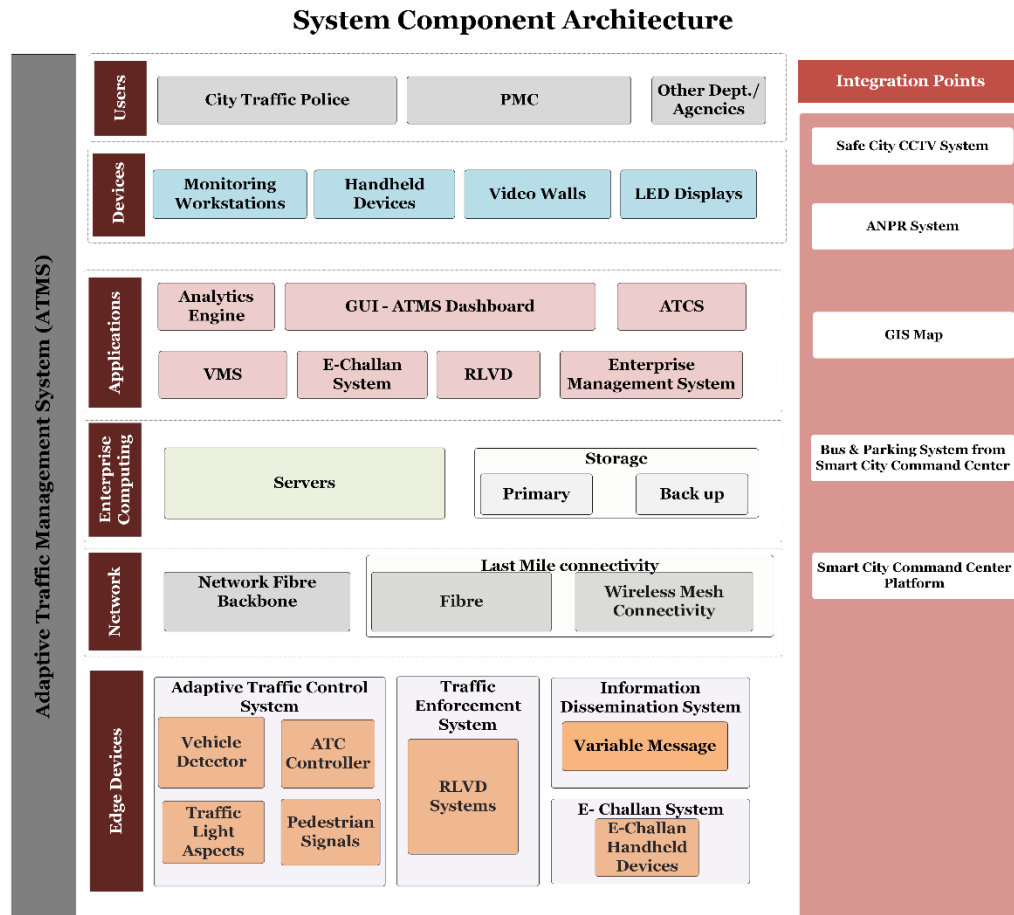 System Component Architecture
Adaptive Traffic Management System (ATMS)
Users
City Traffic Police
PMC
Other Dept./
Agencies
Devices
Monitoring
Workstations
Handheld
Devices
Video Walls
LED Displays
Applications
Analytics
Engine
GUI - ATMS Dashboard
ATCS
VMS
E-Challan
System
RLVD
Enterprise
Management System
Enterprise
Computing
Servers
Storage
Primary
Back up
Network
Network Fibre
Backbone
Last Mile connectivity
Fibre
Wireless Mesh
Connectivity
Edge Devices
Adaptive Traffic Control
System
Vehicle
Detector
ATC
Controller
Traffic
Light
Aspects
Pedestrian
Signals
Traffic
Enforcement
System
RLVD
Systems
Information
Dissemination System
Variable Message
E- Challan System
E-Challan
Handheld
Devices
Integration Points
Safe City CCTV System
ANPR System
GIS Map
Bus & Parking System from
Smart City Command Center
Smart City Command Center
Platform